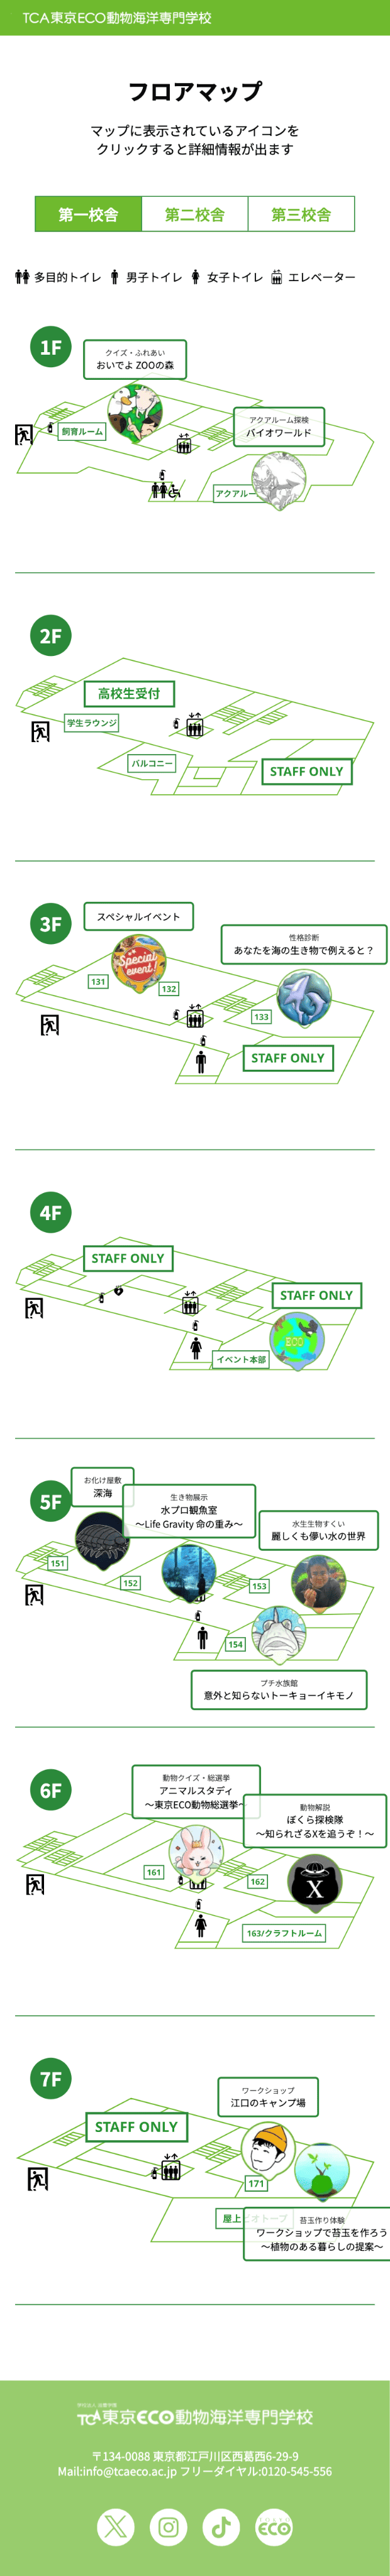 TCA東京ECO動物海洋専門学校
フロアマップ
マップに表示されているアイコンを
クリックすると詳細情報が出ます
第一校舎 第二校舎 第三校舎
多目的トイレ 男子トイレ 女子トイレ エレベーター
1F
クイズ・ふれあい
おいでよ ZOOの森
飼育ルーム
アクアルーム探検
バイオワールド
アクアルー
2F
高校生受付
学生ラウンジ
バルコニー
STAFF ONLY
3F
スペシャルイベント
Special event!
性格診断
あなたを海の生き物で例えると？
131
132
133
STAFF ONLY
4F
STAFF ONLY
STAFF ONLY
ECO
イベント本部
5F
お化け屋敷
深海
生き物展示
水プロ観魚室
〜Life Gravity 命の重み〜
水生生物すくい
麗しくも儚い水の世界
151
152
153
154
プチ水族館
意外と知らないトーキョーイキモノ
6F
動物クイズ・総選挙
アニマルスタディ
〜東京ECO動物総選挙〜
動物解説
ぼくら探検隊
〜知られざるXを追うぞ！〜
161
162
X
163/クラフトルーム
7F
ワークショップ
江口のキャンプ場
STAFF ONLY
171
屋上ビオトープ
苔玉作り体験
ワークショップで苔玉を作ろう
〜植物のある暮らしの提案〜
TCA東京ECO動物海洋専門学校
〒134-0088 東京都江戸川区西葛西6-29-9
Mail:info@tcaeco.ac.jp フリーダイヤル:0120-545-556
ECO